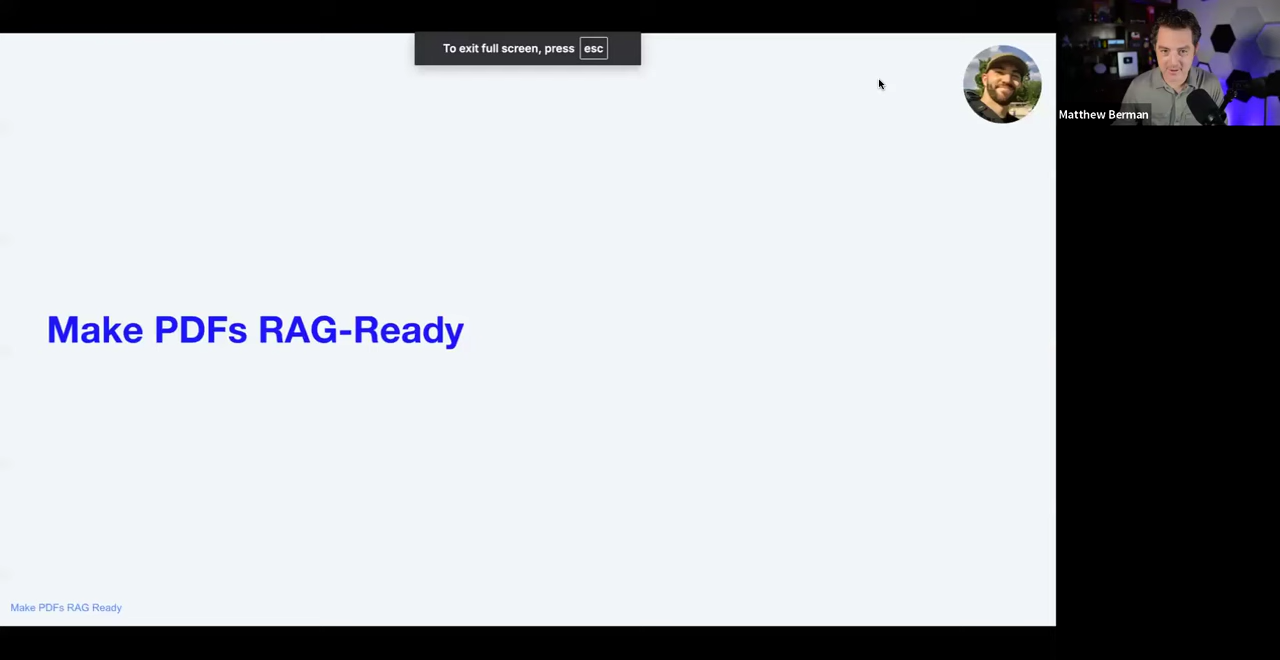 To exit full screen, press esc
Matthew Berman
Make PDFs RAG-Ready
Make PDFs RAG Ready